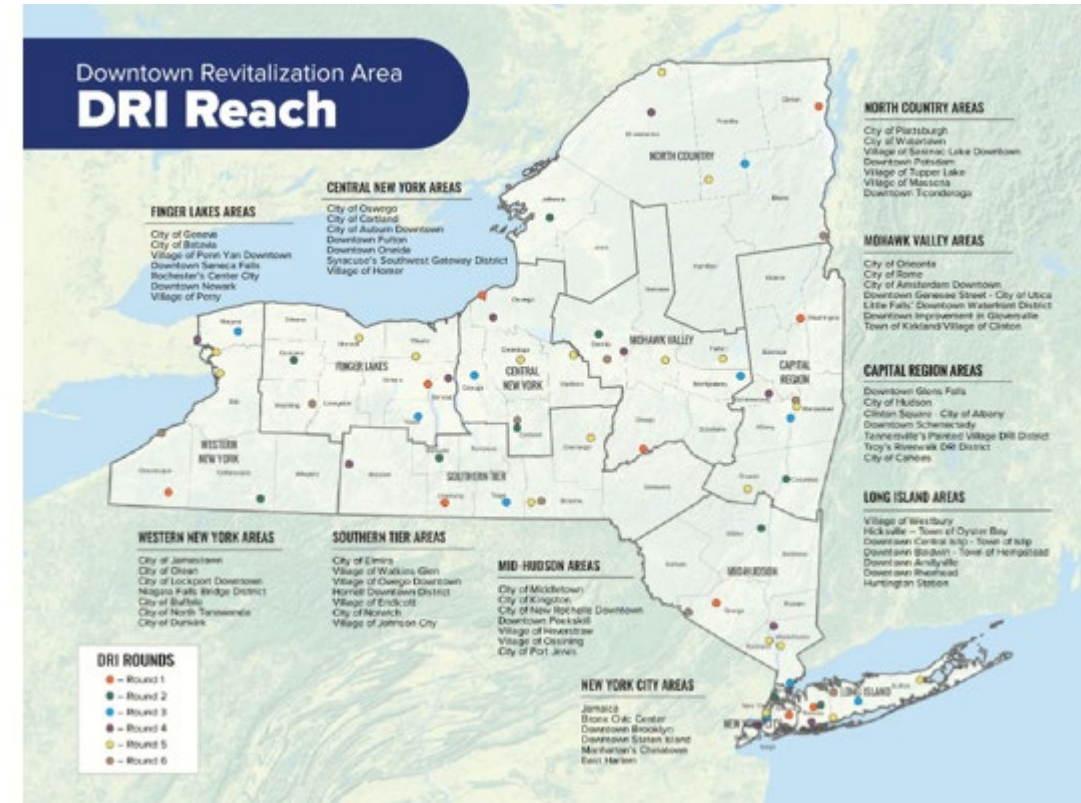 Downtown Revitalization Area
DRI Reach
FINGER LAKES AREAS
City of Geneva
City of Batavia
Village of Penn Yan Downtown
Downtown Seneca Falls
Rochester's Center City
Downtown Newark
Village of Perry
CENTRAL NEW YORK AREAS
City of Oswego
City of Cortland
City of Auburn Downtown
Downtown Fulton
Downtown Oneida
Syracuse's Southwest Gateway District
Village of Homer
NORTH COUNTRY AREAS
City of Plattsburgh
City of Watertown
Village of Saranac Lake Downtown
Downtown Potsdam
Village of Tupper Lake
Village of Massena
Downtown Ticonderoga
MOHAWK VALLEY AREAS
City of Oneonta
City of Rome
City of Amsterdam Downtown
Downtown Genesee Street - City of Utica
Little Falls' Downtown Waterfront District
Downtown Improvement in Gloversville
Town of Kirkland/Village of Clinton
CAPITAL REGION AREAS
Downtown Glens Falls
City of Hudson
Clinton Square - City of Albany
Downtown Schenectady
Tannersville's Painted Village DRI District
Troy's Riverwalk DRI District
City of Cohoes
LONG ISLAND AREAS
Village of Westbury
Hicksville – Town of Oyster Bay
Downtown Central Islip - Town of Islip
Downtown Baldwin - Town of Hempstead
Downtown Amityville
Downtown Riverhead
Huntington Station
WESTERN NEW YORK AREAS
City of Jamestown
City of Olean
City of Lockport Downtown
Niagara Falls Bridge District
City of Buffalo
City of North Tonawanda
City of Dunkirk
SOUTHERN TIER AREAS
City of Elmira
Village of Watkins Glen
Village of Owego Downtown
Hornell Downtown District
Village of Endicott
City of Norwich
Village of Johnson City
MID-HUDSON AREAS
City of Middletown
City of Kingston
City of New Rochelle Downtown
Downtown Peekskill
Village of Haverstraw
Village of Ossining
City of Port Jervis
NEW YORK CITY AREAS
Jamaica
Bronx Civic Center
Downtown Brooklyn
Downtown Staten Island
Manhattan's Chinatown
East Harlem
DRI ROUNDS
– Round 1
– Round 2
– Round 3
– Round 4
– Round 5
– Round 6
NORTH COUNTRY
MOHAWK VALLEY
FINGER LAKES
CENTRAL
NEW YORK
CAPITAL
REGION
WESTERN
NEW YORK
SOUTHERN TIER
MID-HUDSON
LONG ISLAND
Clinton
Franklin
Hamilton
Oswego
Albany
Columbia
Broome